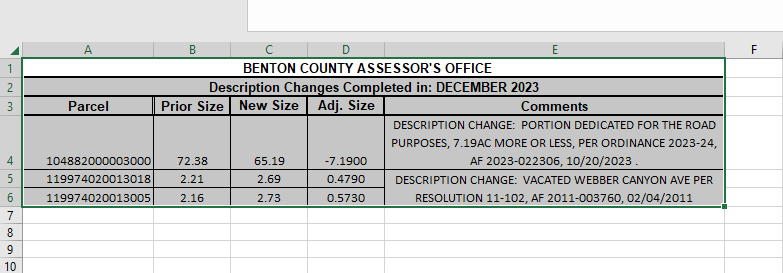 A B C D E F
1 BENTON COUNTY ASSESSOR'S OFFICE
2 Description Changes Completed in: DECEMBER 2023
3 Parcel Prior Size New Size Adj. Size Comments
DESCRIPTION CHANGE: PORTION DEDICATED FOR THE ROAD
PURPOSES, 7.19AC MORE OR LESS, PER ORDINANCE 2023-24,
4 104882000003000 72.38 65.19 -7.1900 AF 2023-022306, 10/20/2023 .
5 119974020013018 2.21 2.69 0.4790 DESCRIPTION CHANGE: VACATED WEBBER CANYON AVE PER
6 119974020013005 2.16 2.73 0.5730 RESOLUTION 11-102, AF 2011-003760, 02/04/2011
7
8
9
10